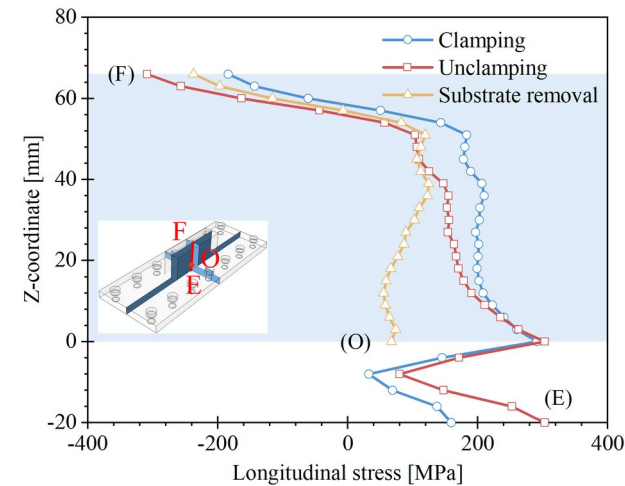 80
60
40
20
0
-20
Z-coordinate [mm]
(F)
Clamping
Unclamping
Substrate removal
F
O
E
(O)
(E)
-400
-200
0
200
400
Longitudinal stress [MPa]